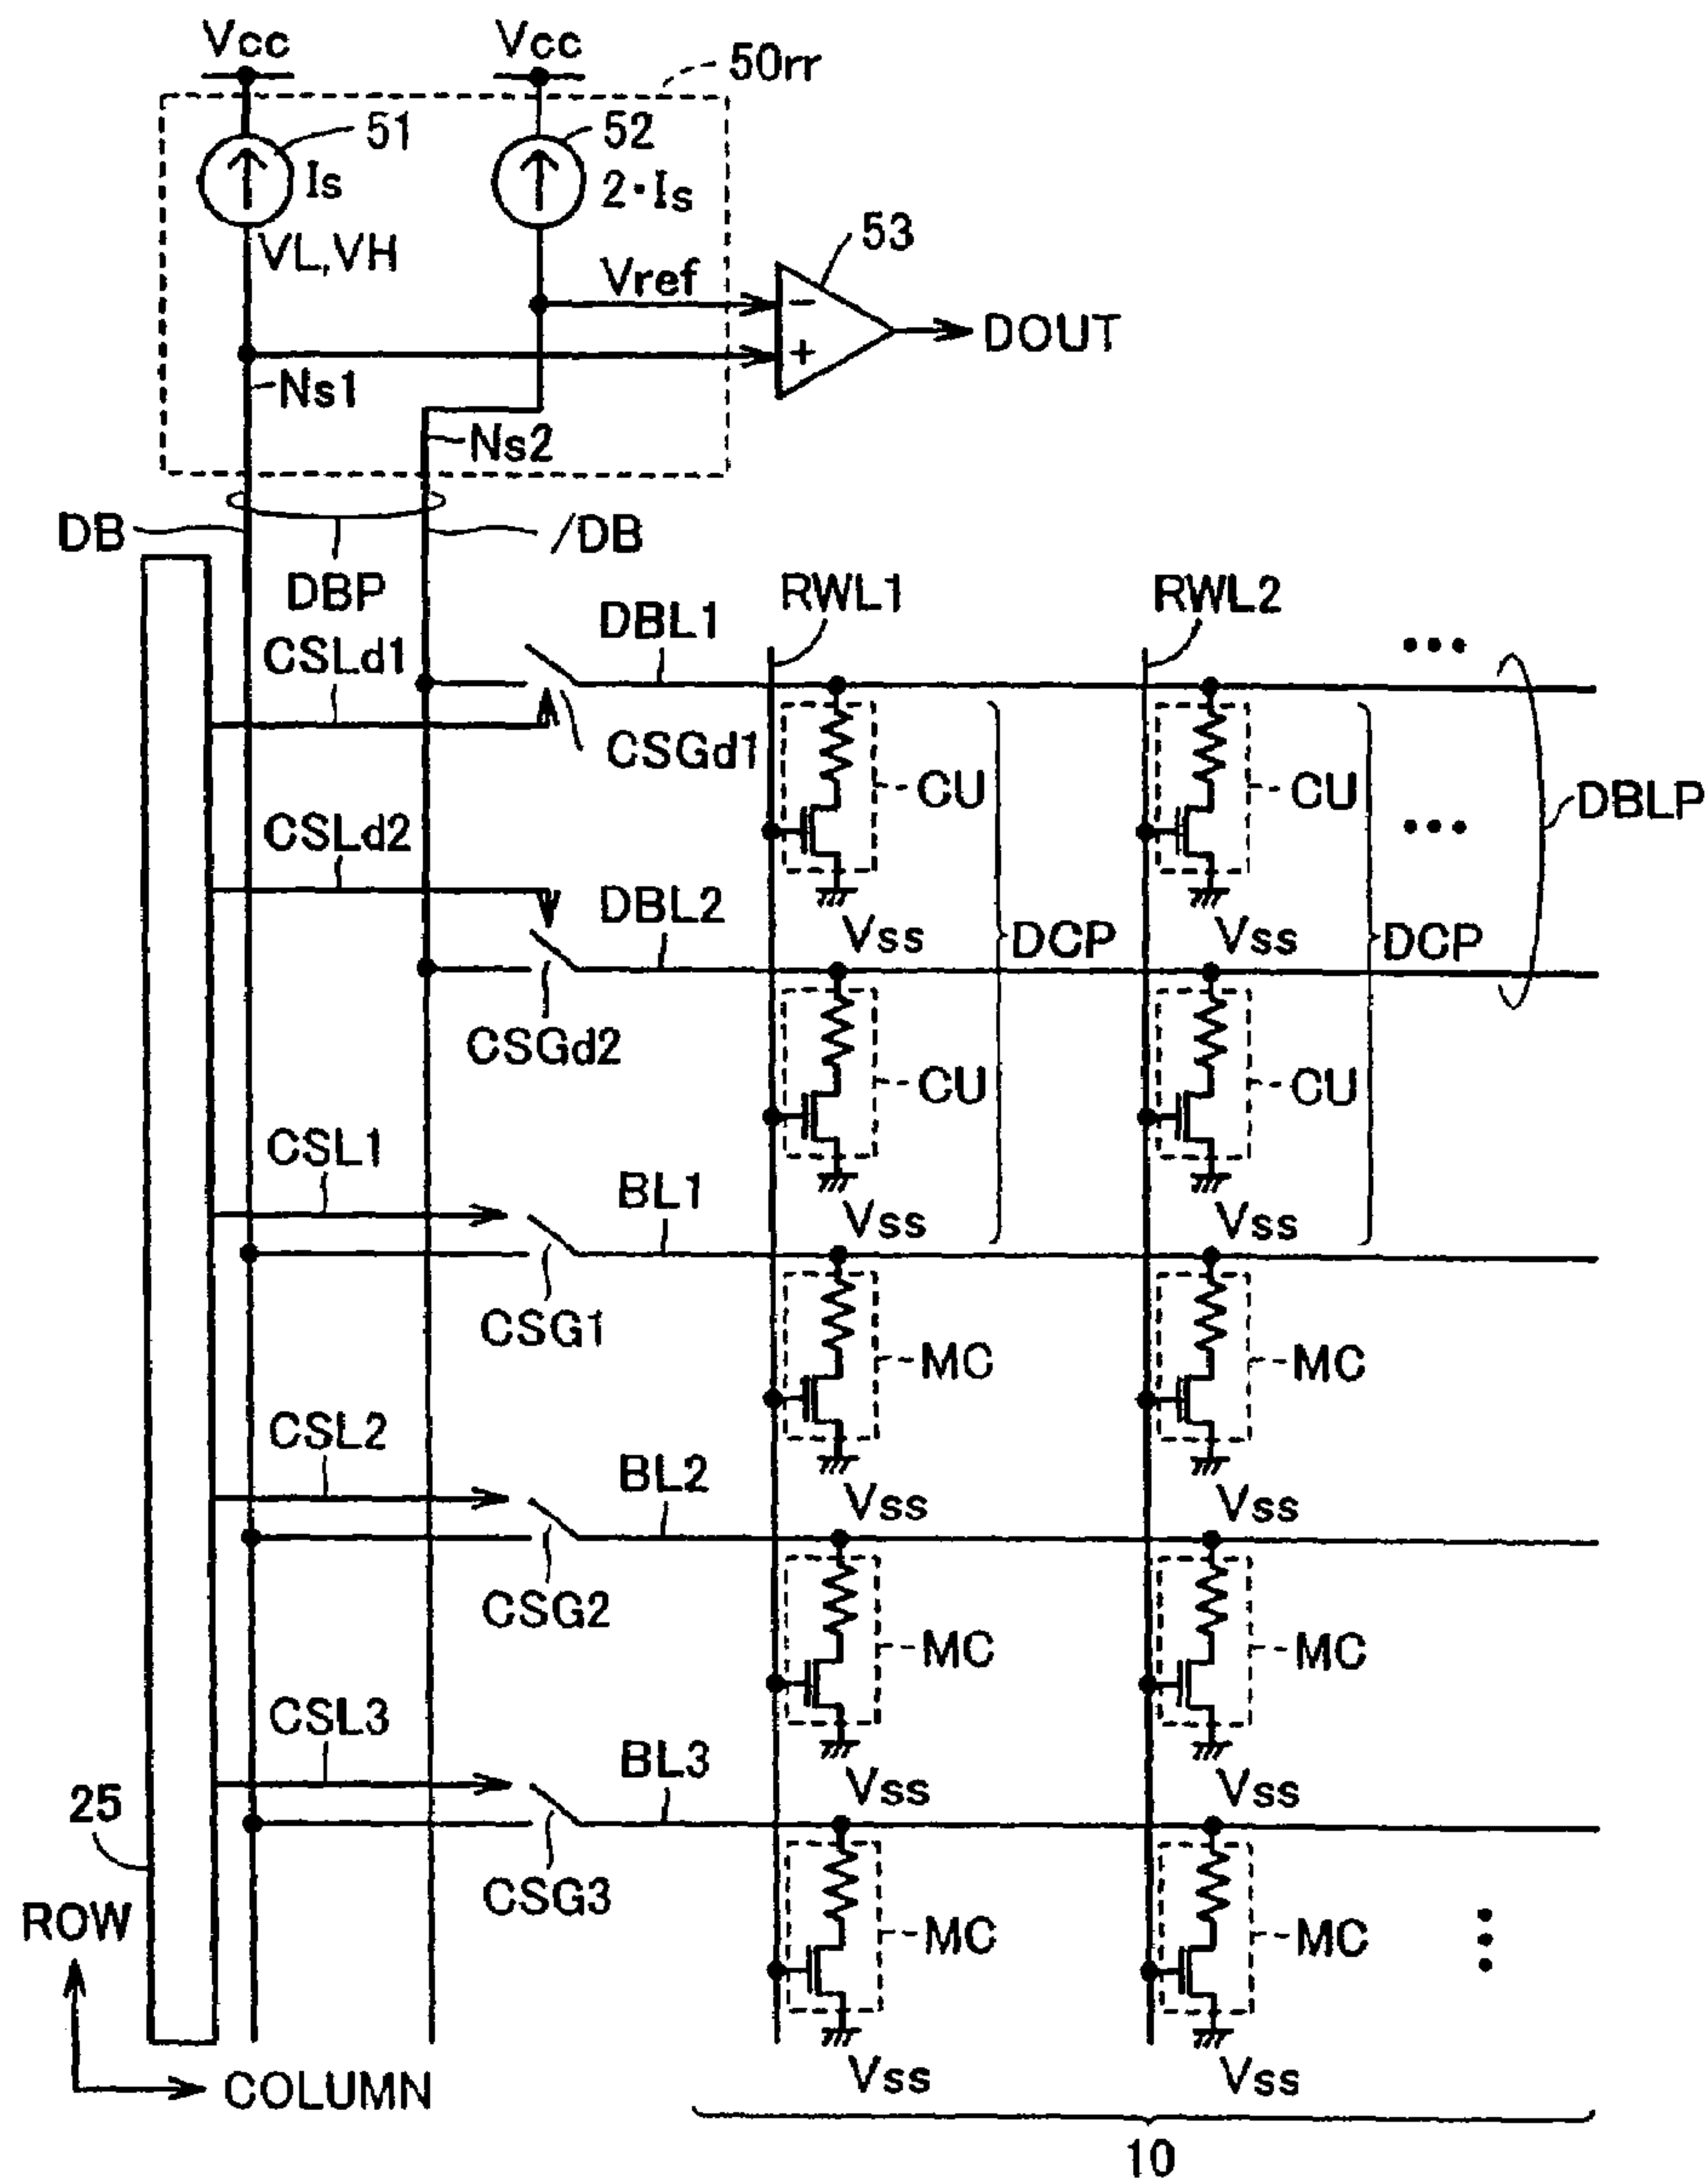 Vcc Vcc
50rr
51 52
Is 2·Is
VL,VH
53
Vref
−
DOUT
+
Ns1
Ns2
DB /DB
DBP RWL1 RWL2
DBL1 •••
CSLd1
CSGd1
CU CU DBLP
CSLd2 •••
DBL2 Vss DCP Vss DCP
CSGd2
CU CU
CSL1
BL1 Vss Vss
CSG1
MC MC
CSL2
BL2 Vss Vss
CSG2
MC MC
CSL3
BL3 Vss Vss
25
CSG3
ROW MC MC
Vss Vss
COLUMN
10